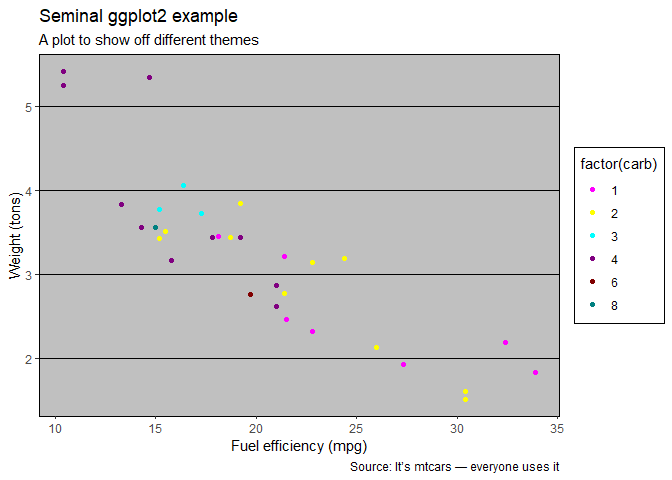 Seminal ggplot2 example
A plot to show off different themes
Weight (tons)
5
4
3
2
10 15 20 25 30 35
Fuel efficiency (mpg)
factor(carb)
1
2
3
4
6
8
Source: It's mtcars — everyone uses it